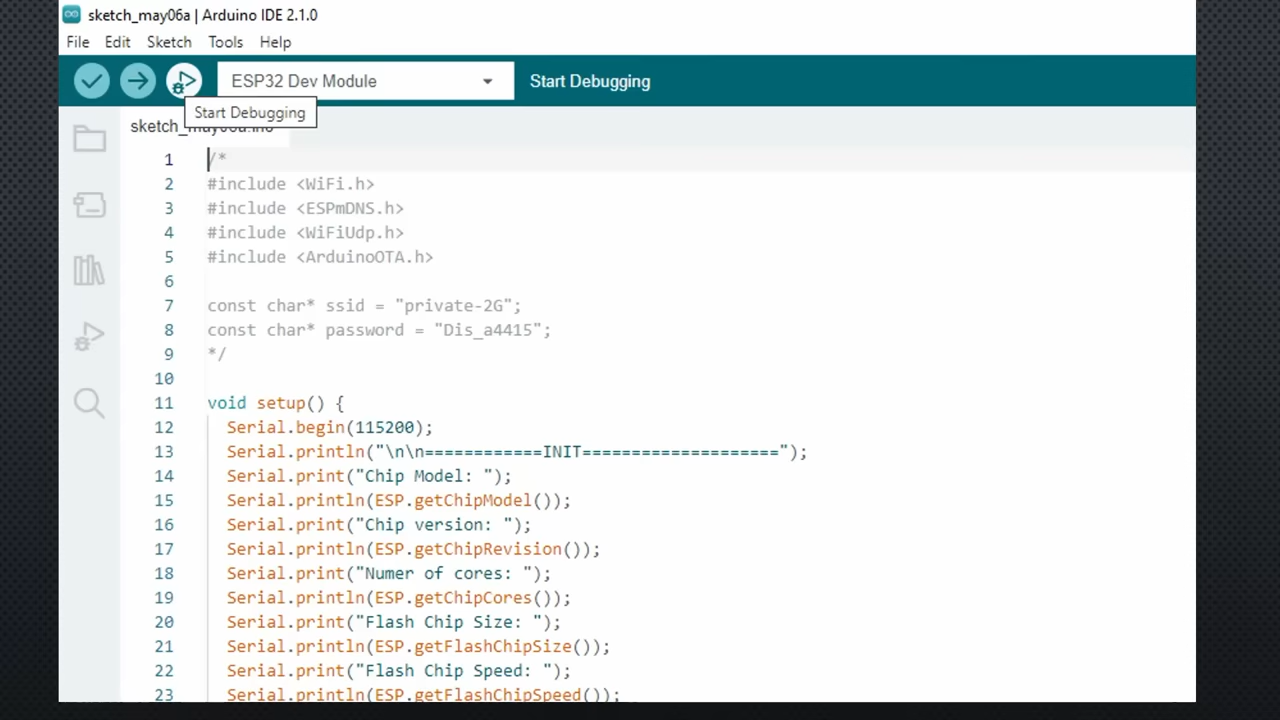 sketch_may06a | Arduino IDE 2.1.0
File Edit Sketch Tools Help
ESP32 Dev Module
Start Debugging
Start Debugging
sketch_may06a.ino
1 /*
2 #include <WiFi.h>
3 #include <ESPmDNS.h>
4 #include <WiFiUdp.h>
5 #include <ArduinoOTA.h>
6
7 const char* ssid = "private-2G";
8 const char* password = "Dis_a4415";
9 */
10
11 void setup() {
12 Serial.begin(115200);
13 Serial.println("\n\n============INIT====================");
14 Serial.print("Chip Model: ");
15 Serial.println(ESP.getChipModel());
16 Serial.print("Chip version: ");
17 Serial.println(ESP.getChipRevision());
18 Serial.print("Numer of cores: ");
19 Serial.println(ESP.getChipCores());
20 Serial.print("Flash Chip Size: ");
21 Serial.println(ESP.getFlashChipSize());
22 Serial.print("Flash Chip Speed: ");
23 Serial.println(ESP.getFlashChipSpeed());